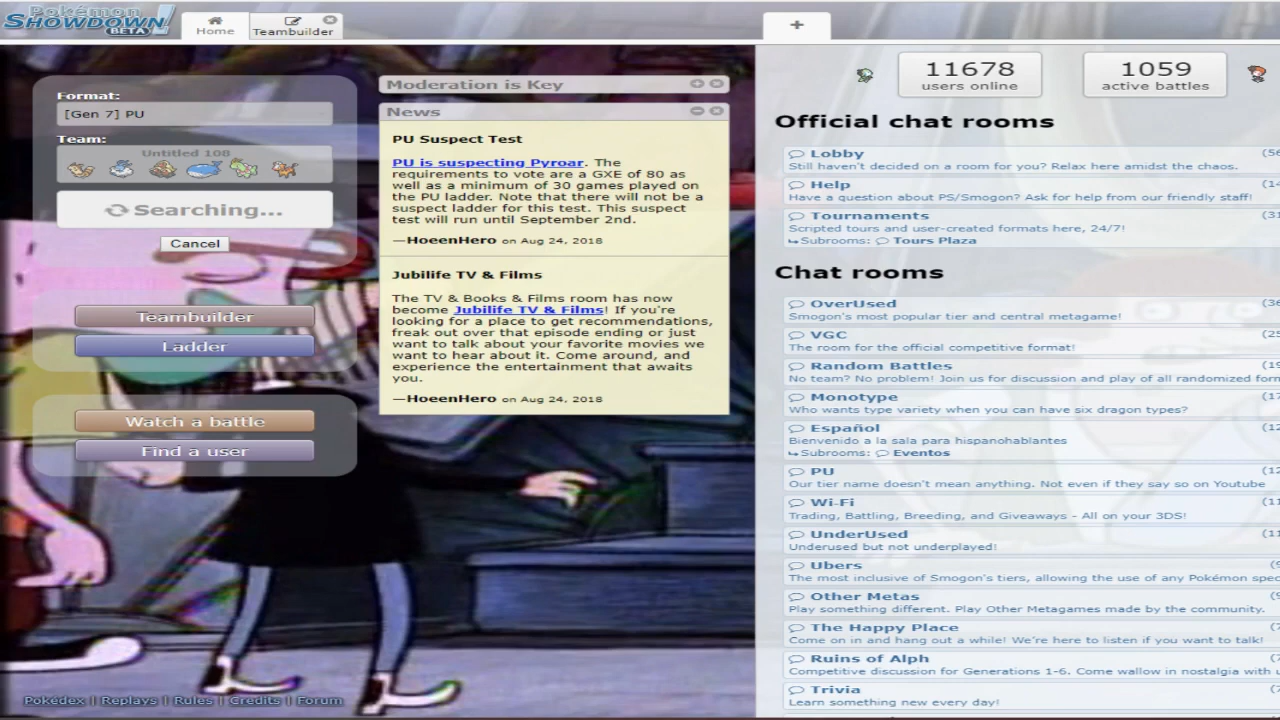 Pokémon
SHOWDOWN!
BETA
Home
Teambuilder
+
Format:
[Gen 7] PU
Team:
Untitled 108
Searching...
Cancel
Teambuilder
Ladder
Watch a battle
Find a user
Pokédex | Replays | Rules | Credits | Forum
Moderation is Key
News
PU Suspect Test
PU is suspecting Pyroar. The
requirements to vote are a GXE of 80 as
well as a minimum of 30 games played on
the PU ladder. Note that there will not be a
suspect ladder for this test. This suspect
test will run until September 2nd.
—HoeenHero on Aug 24, 2018
Jubilife TV & Films
The TV & Books & Films room has now
become Jubilife TV & Films! If you're
looking for a place to get recommendations,
freak out over that episode ending or just
want to talk about your favorite movies we
want to hear about it. Come around, and
experience the entertainment that awaits
you.
—HoeenHero on Aug 24, 2018
11678
users online
1059
active battles
Official chat rooms
Lobby
Still haven't decided on a room for you? Relax here amidst the chaos.
Help
Have a question about PS/Smogon? Ask for help from our friendly staff!
Tournaments (31
Scripted tours and user-created formats here, 24/7!
Subrooms: Tours Plaza
Chat rooms
OverUsed
Smogon's most popular tier and central metagame!
VGC
The room for the official competitive format!
Random Battles
No team? No problem! Join us for discussion and play of all randomized form
Monotype
Who wants type variety when you can have six dragon types?
Español
Bienvenido a la sala para hispanohablantes
Subrooms: Eventos
PU
Our tier name doesn't mean anything. Not even if they say so on Youtube
Wi-Fi
Trading, Battling, Breeding, and Giveaways - All on your 3DS!
UnderUsed
Underused but not underplayed!
Ubers
The most inclusive of Smogon's tiers, allowing the use of any Pokémon spec
Other Metas
Play something different. Play Other Metagames made by the community.
The Happy Place
Come on in and hang out a while! We're here to listen if you want to talk!
Ruins of Alph
Competitive discussion for Generations 1-6. Come wallow in nostalgia with u
Trivia
Learn something new every day!